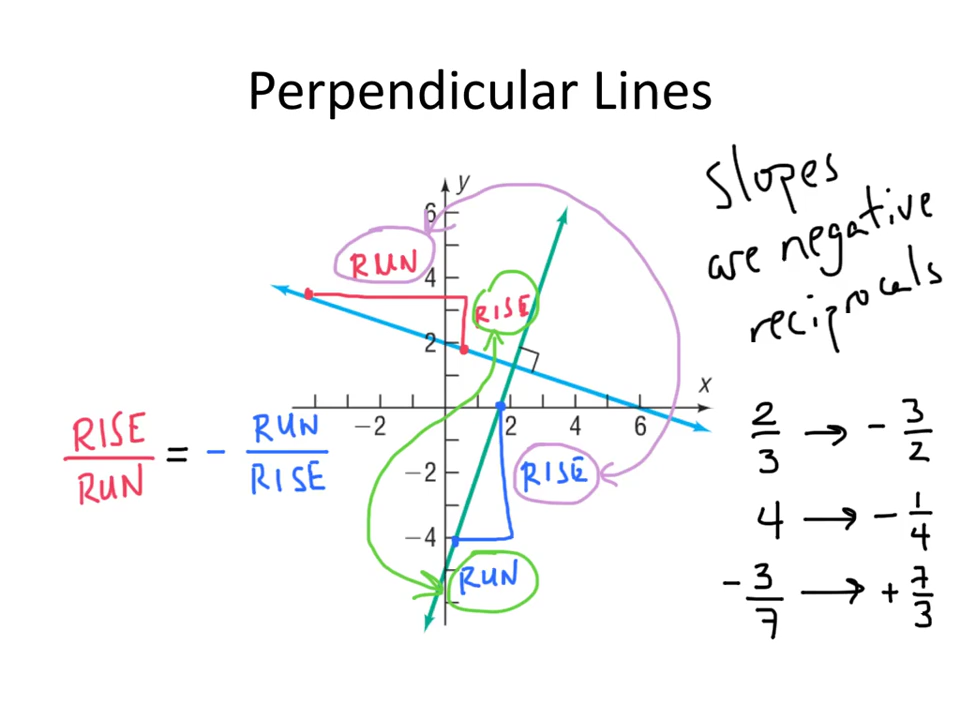 Perpendicular Lines
slopes
are negative
reciprocals
y
6
RUN
4
RISE
2
x
-2
2
4
6
RISE/RUN = - RUN/RISE
-2
RISE
-4
RUN
2/3 → - 3/2
4 → - 1/4
- 3/7 → + 7/3